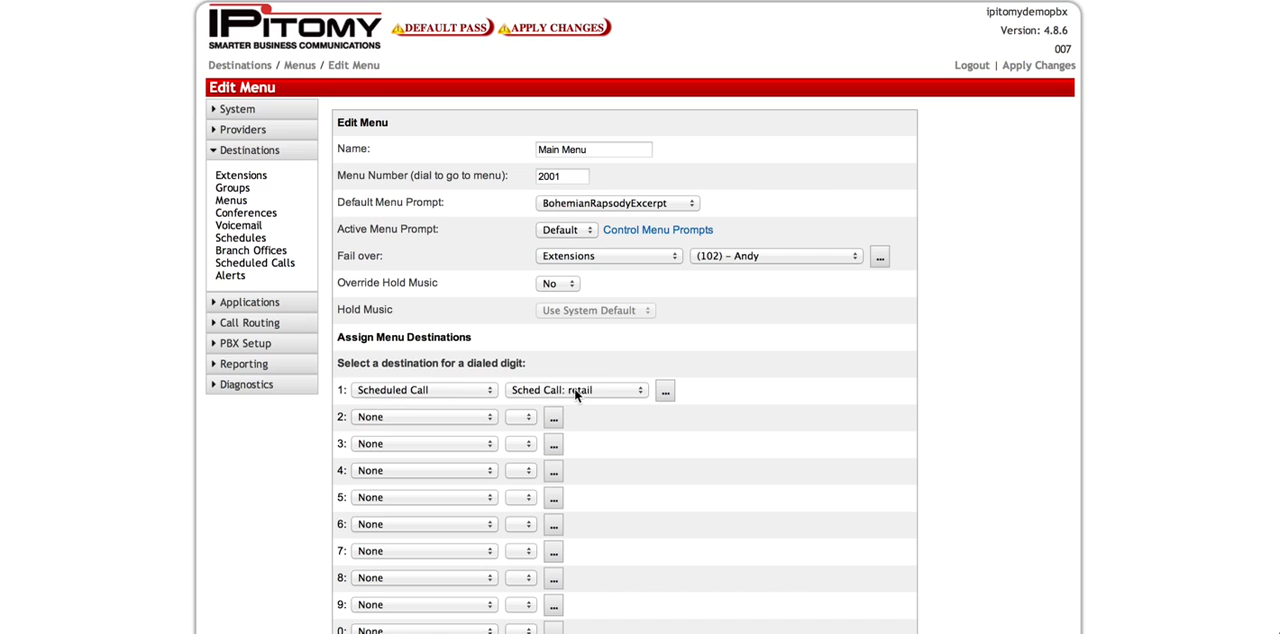 IPITOMY
SMARTER BUSINESS COMMUNICATIONS
DEFAULT PASS
APPLY CHANGES
ipitomydemopbx
Version: 4.8.6
007
Destinations / Menus / Edit Menu
Logout | Apply Changes
Edit Menu
System
Providers
Destinations
Extensions
Groups
Menus
Conferences
Voicemail
Schedules
Branch Offices
Scheduled Calls
Alerts
Applications
Call Routing
PBX Setup
Reporting
Diagnostics
Edit Menu
Name: Main Menu
Menu Number (dial to go to menu): 2001
Default Menu Prompt: BohemianRapsodyExcerpt
Active Menu Prompt: Default Control Menu Prompts
Fail over: Extensions (102) - Andy ...
Override Hold Music No
Hold Music Use System Default
Assign Menu Destinations
Select a destination for a dialed digit:
1: Scheduled Call Sched Call: retail ...
2: None ...
3: None ...
4: None ...
5: None ...
6: None ...
7: None ...
8: None ...
9: None ...
0: None